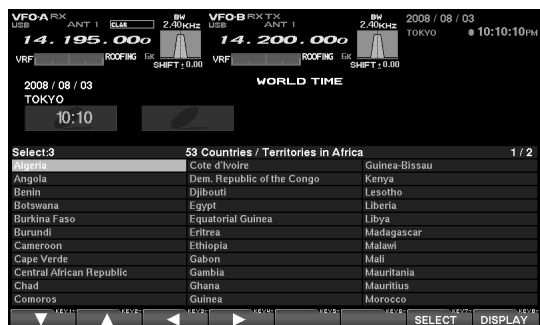 VFO-A RX BW VFO-B RX TX BW 2008 / 08 / 03
USB ANT 1 CLAR 2.40KHZ USB ANT 1 2.40KHZ TOKYO 10:10:10PM
14. 195. 000 14. 200. 000
VRF ROOFING 6K SHIFT±0.00 VRF ROOFING 6K SHIFT±0.00
WORLD TIME
2008 / 08 / 03
TOKYO
10:10
Select:3 53 Countries / Territories in Africa 1 / 2
Algeria Cote d'Ivoire Guinea-Bissau
Angola Dem. Republic of the Congo Kenya
Benin Djibouti Lesotho
Botswana Egypt Liberia
Burkina Faso Equatorial Guinea Libya
Burundi Eritrea Madagascar
Cameroon Ethiopia Malawi
Cape Verde Gabon Mali
Central African Republic Gambia Mauritania
Chad Ghana Mauritius
Comoros Guinea Morocco
KEY1 KEY2 KEY3 KEY4 KEY5 KEY6 KEY7 KEY8
SELECT DISPLAY